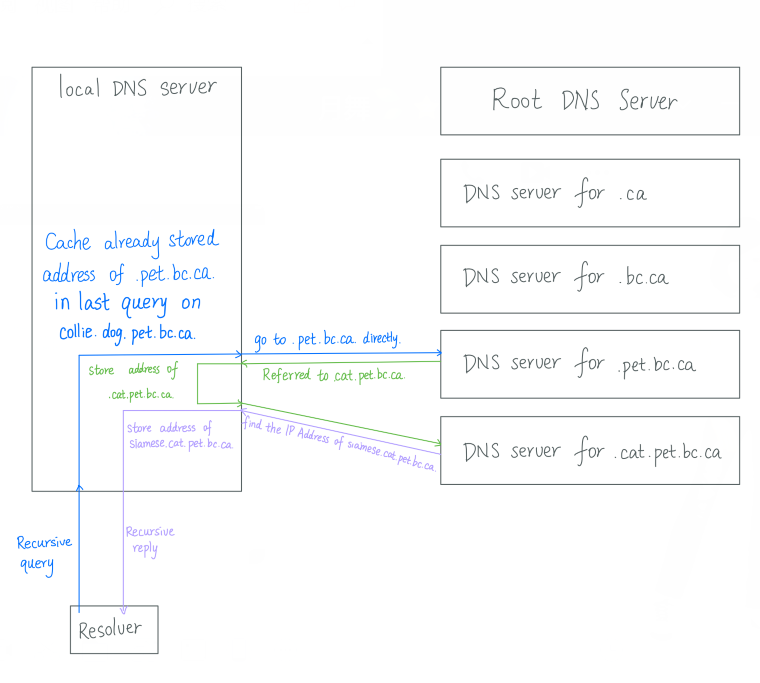 local DNS server
Root DNS Server
DNS server for .ca
Cache already stored
address of .pet.bc.ca.
in last query on
collie.dog.pet.bc.ca.
DNS server for .bc.ca
go to .pet.bc.ca. directly.
DNS server for .pet.bc.ca
Store address of
.cat.pet.bc.ca.
Referred to .cat.pet.bc.ca.
Store address of
Siamese.cat.pet.bc.ca.
find the IP Address of siamese.cat.pet.bc.ca.
DNS server for .cat.pet.bc.ca
Recursive
query
Recursive
reply
Resolver